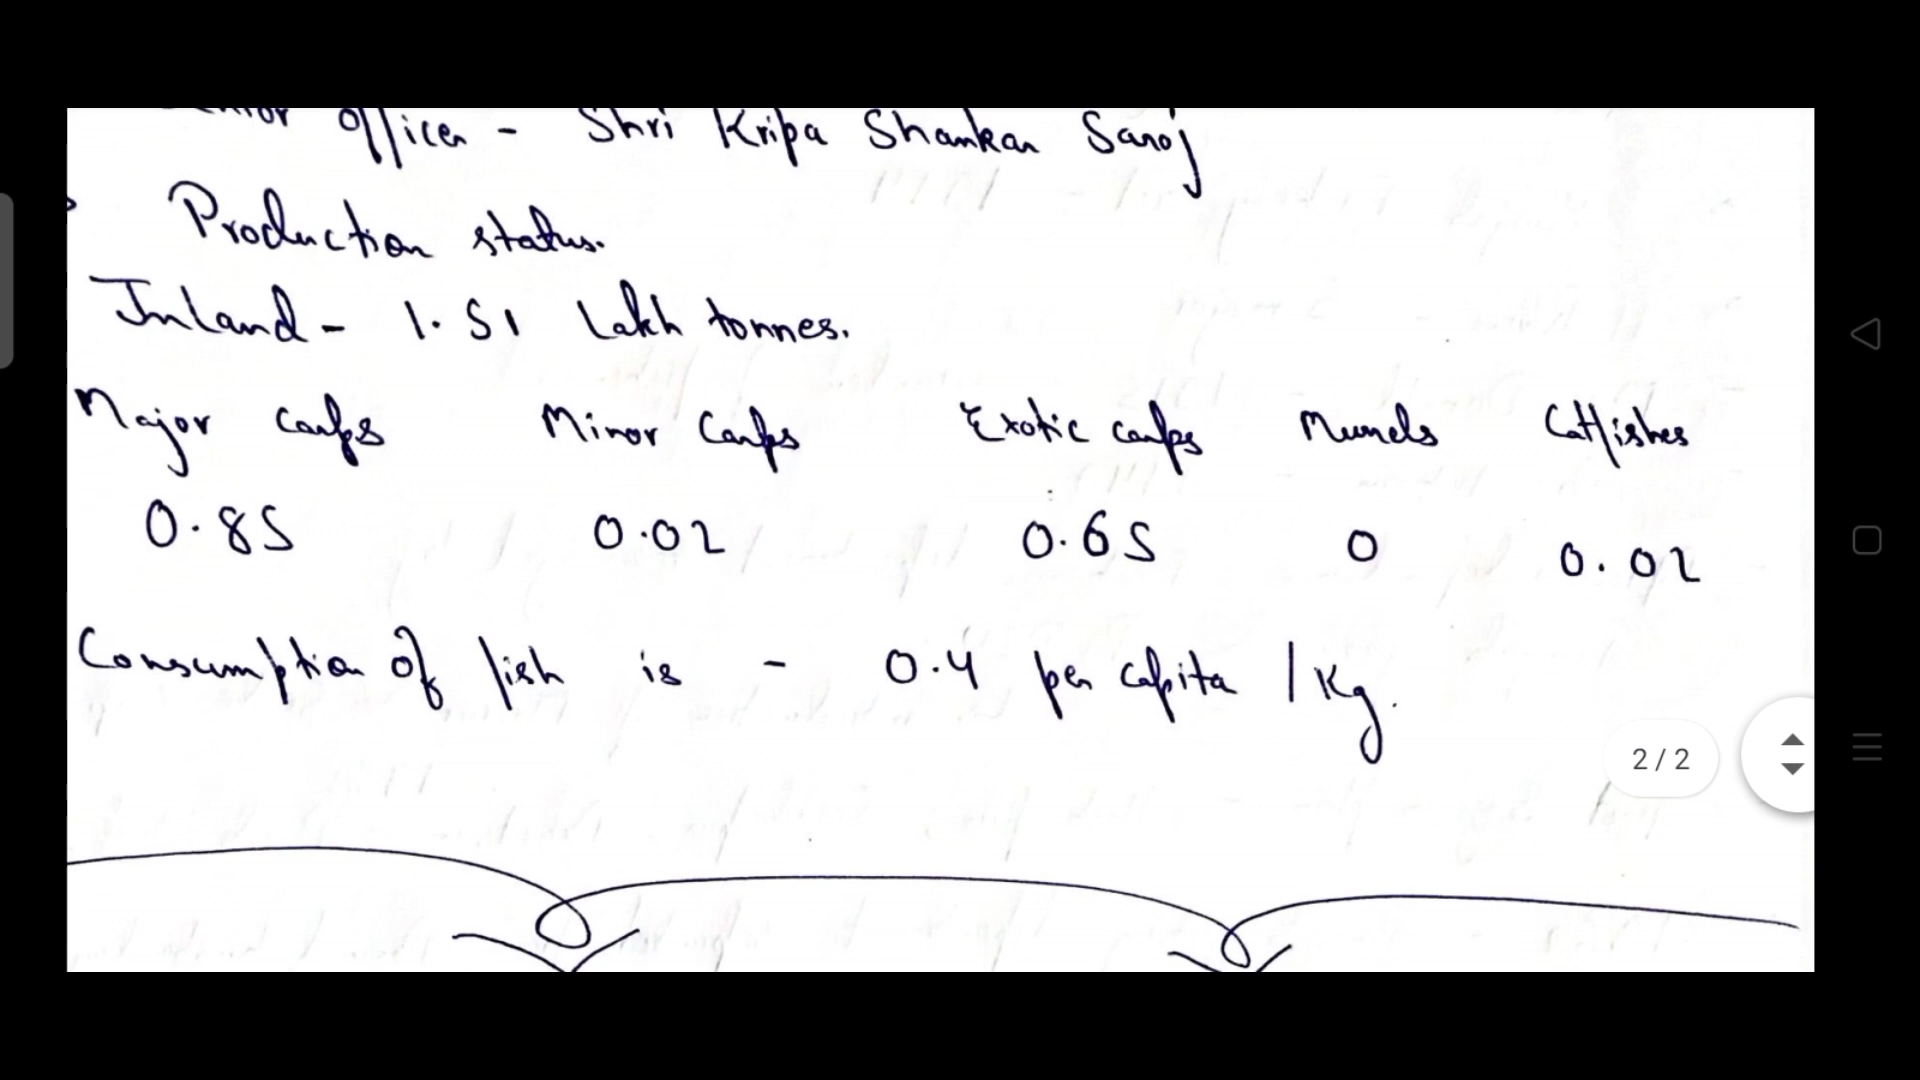 officer - Shri Kripa Shankar Saroj
Production status.
Inland - 1.51 Lakh tonnes.
Major carps Minor Carps Exotic carps Murrels Catfishes
0.85 0.02 0.65 0 0.02
Consumption of fish is - 0.4 per capita / Kg.
2 / 2